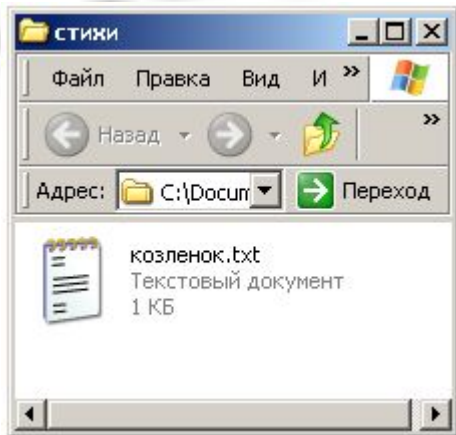 стихи
Файл Правка Вид И »
Назад »
Адрес: C:\Docum Переход
козленок.txt
Текстовый документ
1 КБ